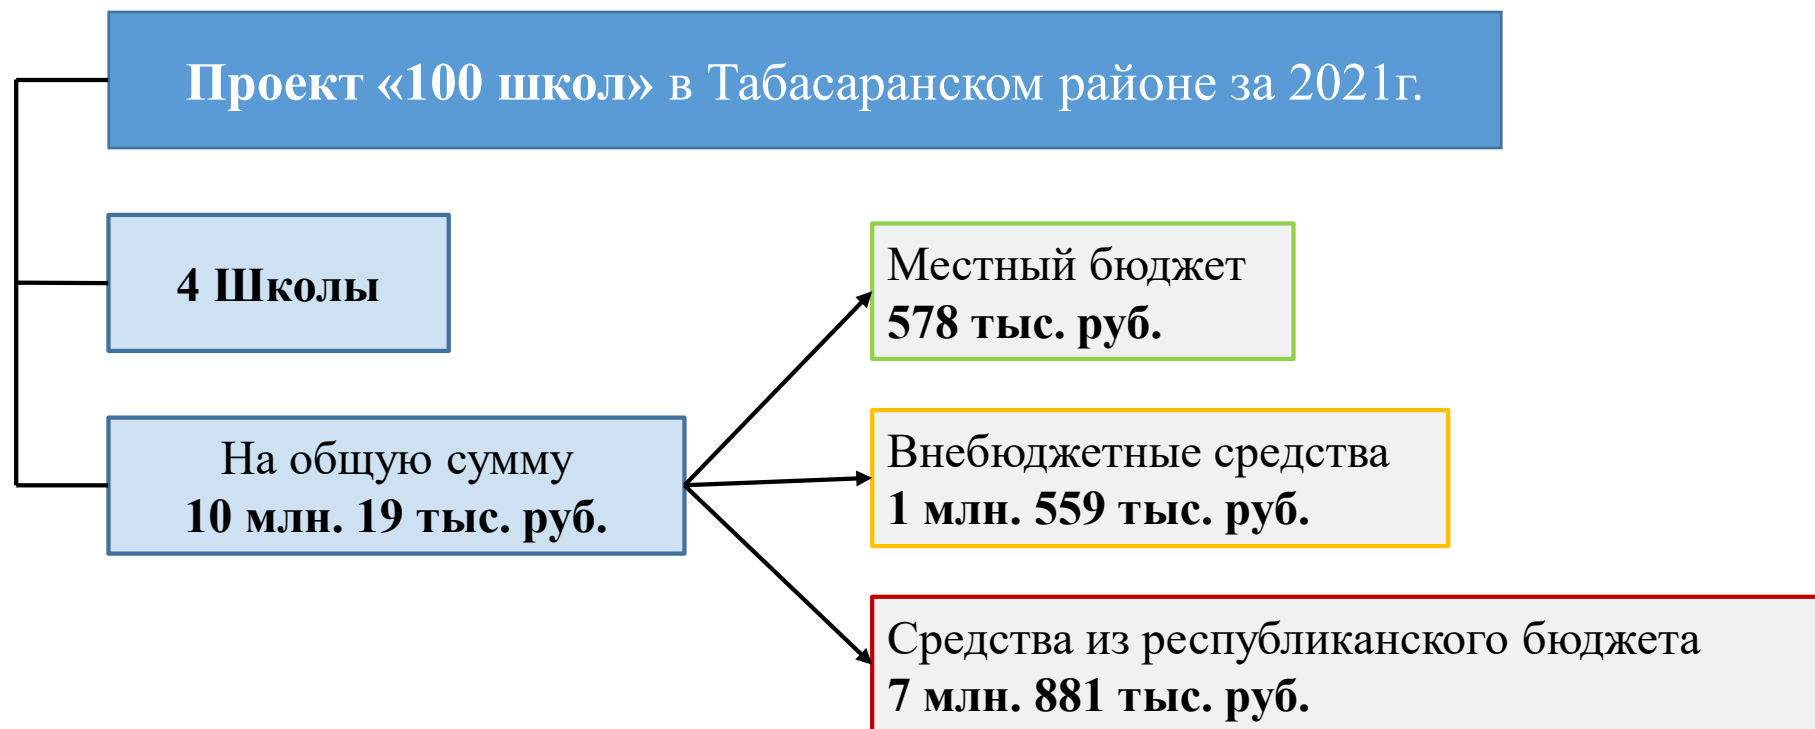 Проект «100 школ» в Табасаранском районе за 2021г.
4 Школы
На общую сумму
10 млн. 19 тыс. руб.
Местный бюджет
578 тыс. руб.
Внебюджетные средства
1 млн. 559 тыс. руб.
Средства из республиканского бюджета
7 млн. 881 тыс. руб.